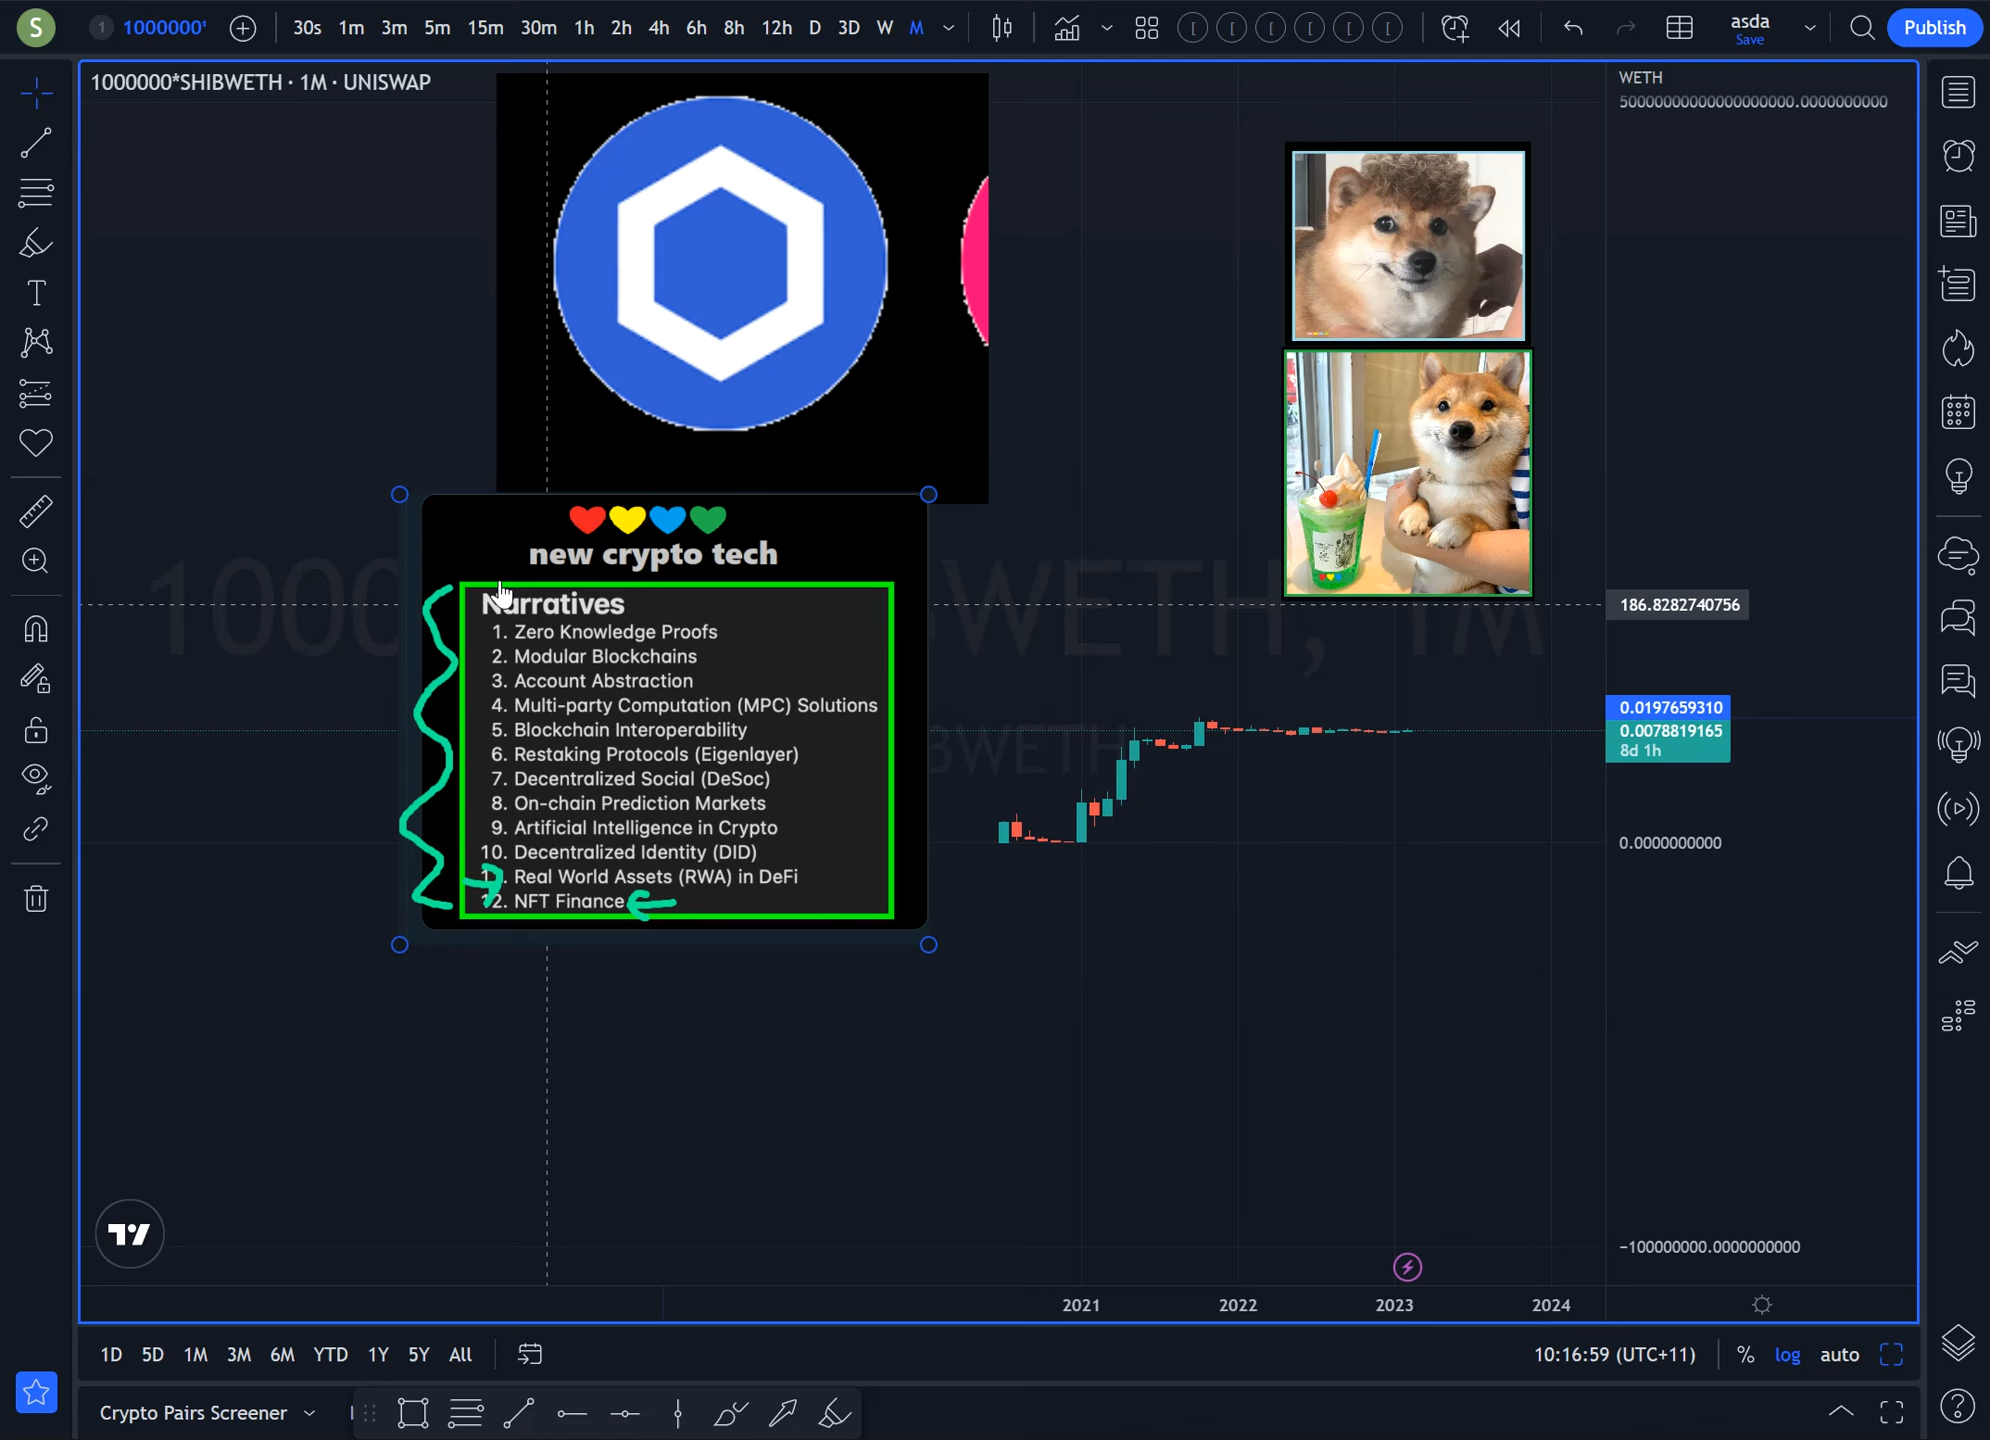 S
1
1000000'
30s 1m 3m 5m 15m 30m 1h 2h 4h 6h 8h 12h D 3D W M
asda
Save
Publish
1000000*SHIBWETH · 1M · UNISWAP
WETH
50000000000000000000.0000000000
new crypto tech
Narratives
1. Zero Knowledge Proofs
2. Modular Blockchains
3. Account Abstraction
4. Multi-party Computation (MPC) Solutions
5. Blockchain Interoperability
6. Restaking Protocols (Eigenlayer)
7. Decentralized Social (DeSoc)
8. On-chain Prediction Markets
9. Artificial Intelligence in Crypto
10. Decentralized Identity (DID)
11. Real World Assets (RWA) in DeFi
12. NFT Finance
186.8282740756
0.0197659310
0.0078819165
8d 1h
0.0000000000
-100000000.0000000000
2021 2022 2023 2024
1D 5D 1M 3M 6M YTD 1Y 5Y All
10:16:59 (UTC+11) % log auto
Crypto Pairs Screener